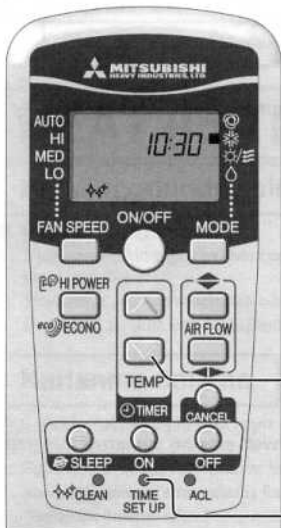 MITSUBISHI
HEAVY INDUSTRIES, LTD.
AUTO
HI
MED
LO
10:30
FAN SPEED
ON/OFF
MODE
HI POWER
eco ECONO
AIR FLOW
TEMP
TIMER
CANCEL
SLEEP
ON
OFF
CLEAN
TIME
SET UP
ACL